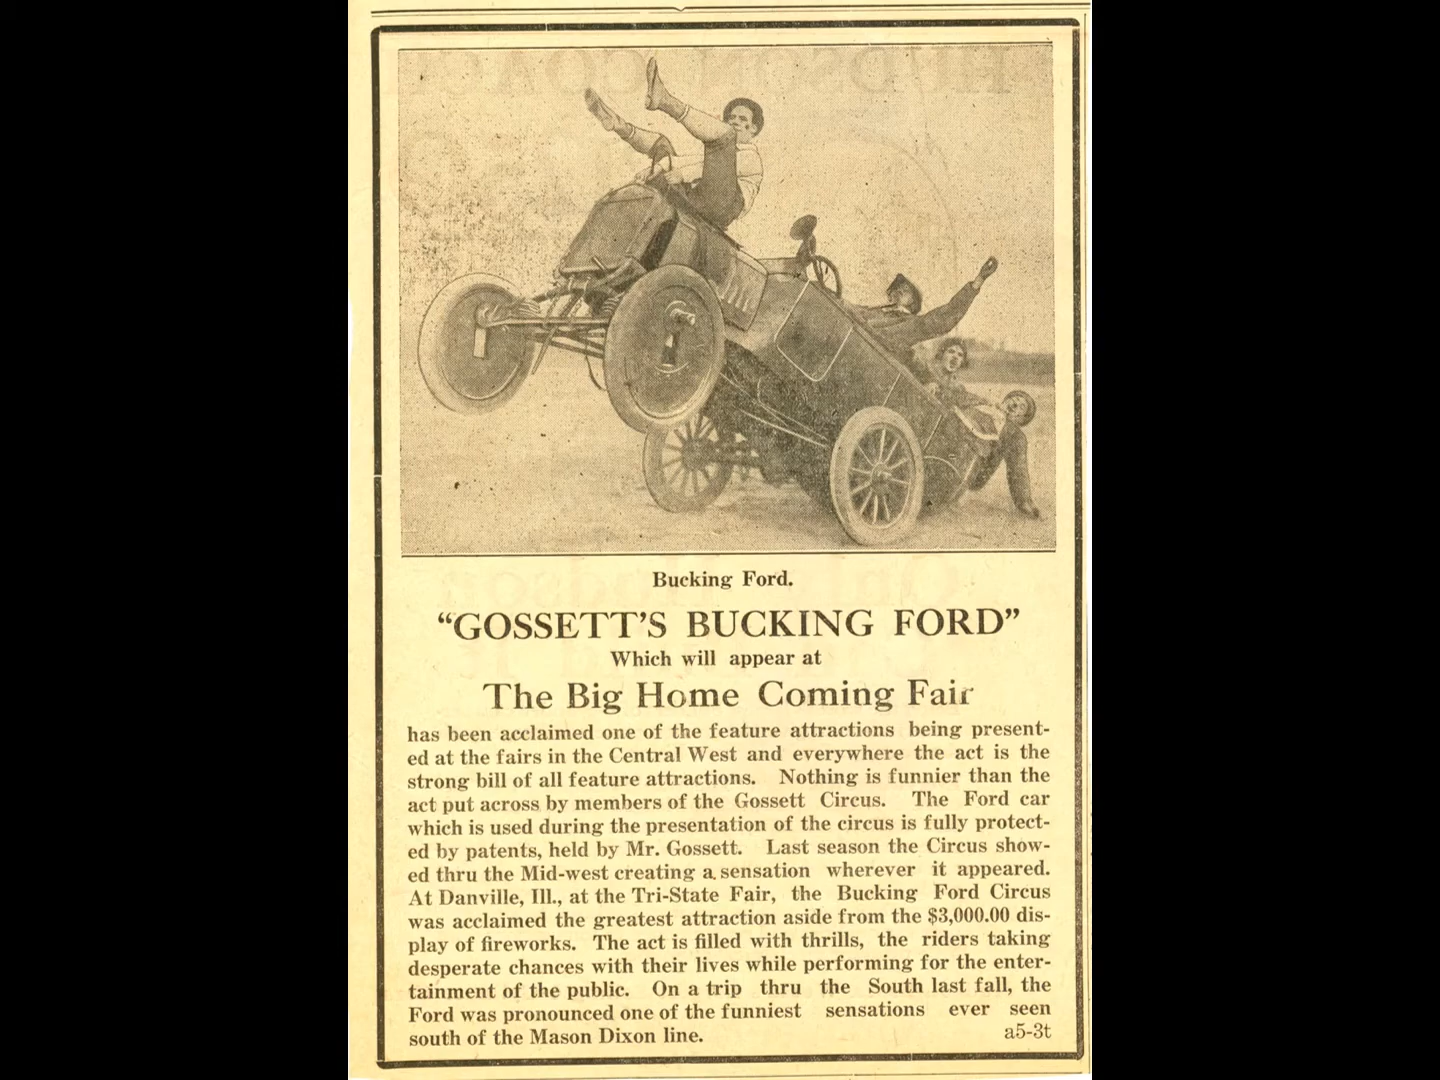 Bucking Ford.
“GOSSETT’S BUCKING FORD”
Which will appear at
The Big Home Coming Fair
has been acclaimed one of the feature attractions being present-
ed at the fairs in the Central West and everywhere the act is the
strong bill of all feature attractions. Nothing is funnier than the
act put across by members of the Gossett Circus. The Ford car
which is used during the presentation of the circus is fully protect-
ed by patents, held by Mr. Gossett. Last season the Circus show-
ed thru the Mid-west creating a sensation wherever it appeared.
At Danville, Ill., at the Tri-State Fair, the Bucking Ford Circus
was acclaimed the greatest attraction aside from the $3,000.00 dis-
play of fireworks. The act is filled with thrills, the riders taking
desperate chances with their lives while performing for the enter-
tainment of the public. On a trip thru the South last fall, the
Ford was pronounced one of the funniest sensations ever seen
south of the Mason Dixon line. a5-3t